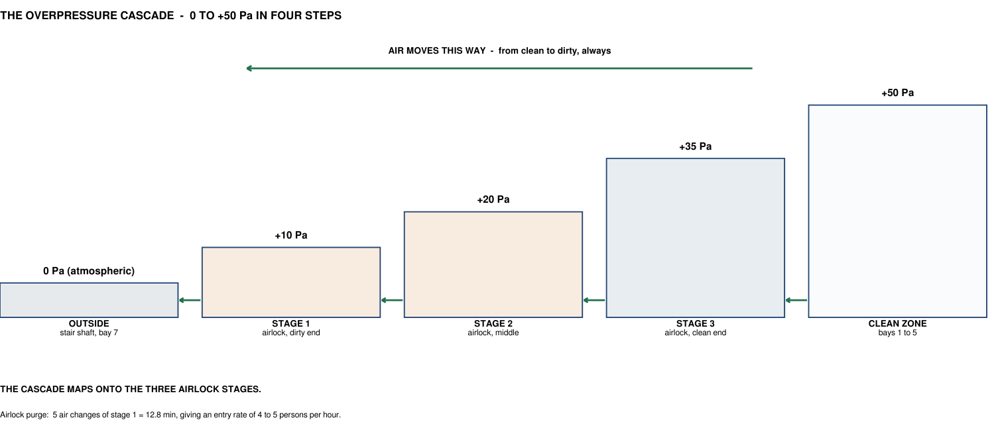 THE OVERPRESSURE CASCADE - 0 TO +50 Pa IN FOUR STEPS
AIR MOVES THIS WAY - from clean to dirty, always
+50 Pa
+35 Pa
+20 Pa
+10 Pa
0 Pa (atmospheric)
OUTSIDE
stair shaft, bay 7
STAGE 1
airlock, dirty end
STAGE 2
airlock, middle
STAGE 3
airlock, clean end
CLEAN ZONE
bays 1 to 5
THE CASCADE MAPS ONTO THE THREE AIRLOCK STAGES.
Airlock purge: 5 air changes of stage 1 = 12.8 min, giving an entry rate of 4 to 5 persons per hour.